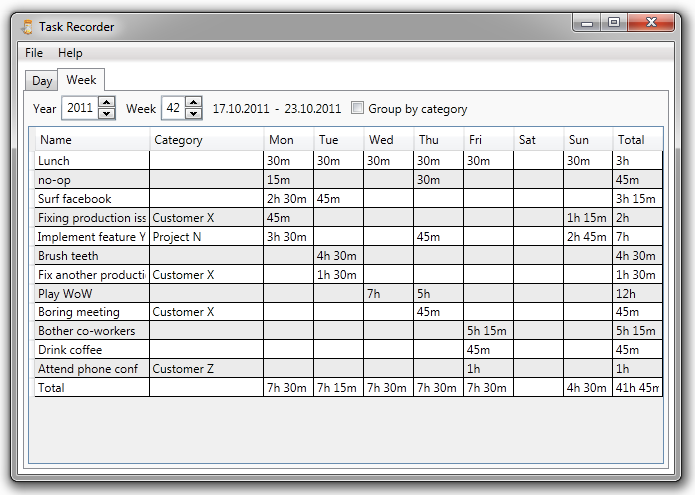 Task Recorder
File Help
Day Week
Year 2011 Week 42 17.10.2011 - 23.10.2011 Group by category
Name Category Mon Tue Wed Thu Fri Sat Sun Total
Lunch 30m 30m 30m 30m 30m 30m 3h
no-op 15m 30m 45m
Surf facebook 2h 30m 45m 3h 15m
Fixing production iss Customer X 45m 1h 15m 2h
Implement feature Y Project N 3h 30m 45m 2h 45m 7h
Brush teeth 4h 30m 4h 30m
Fix another producti Customer X 1h 30m 1h 30m
Play WoW 7h 5h 12h
Boring meeting Customer X 45m 45m
Bother co-workers 5h 15m 5h 15m
Drink coffee 45m 45m
Attend phone conf Customer Z 1h 1h
Total 7h 30m 7h 15m 7h 30m 7h 30m 7h 30m 4h 30m 41h 45m